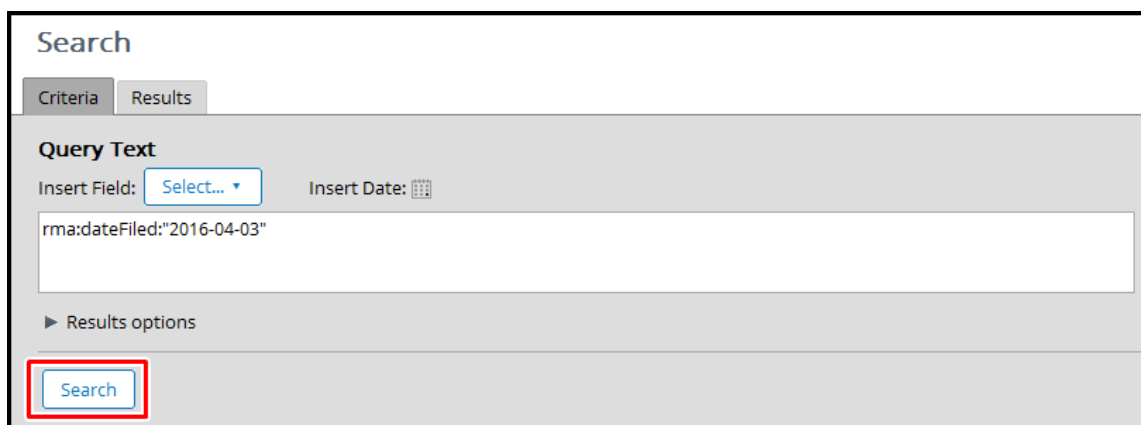 Search
Criteria Results
Query Text
Insert Field: Select... Insert Date:
rma:dateFiled:"2016-04-03"
Results options
Search